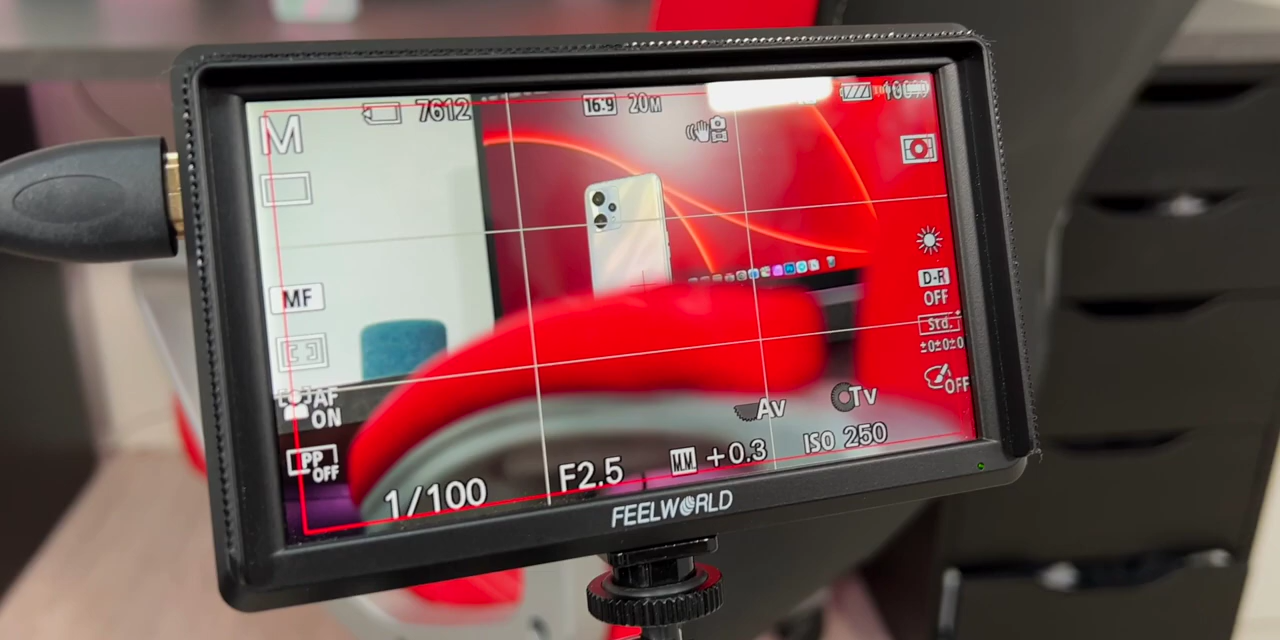 M
7612
16:9 20M
MF
D-R
OFF
Std.
±0±0±0
OFF
AF
ON
PP
OFF
Av
Tv
1/100
F2.5
M.M. +0.3
ISO 250
FEELWORLD